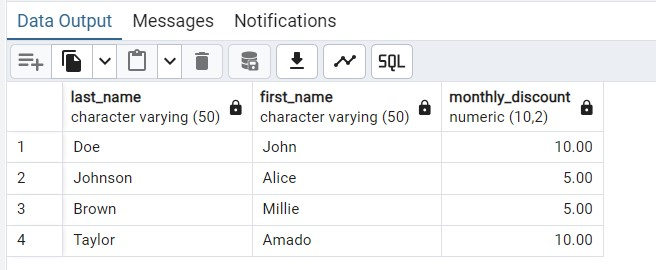 Data Output Messages Notifications
SQL
last_name first_name monthly_discount
character varying (50) character varying (50) numeric (10,2)
1 Doe John 10.00
2 Johnson Alice 5.00
3 Brown Millie 5.00
4 Taylor Amado 10.00